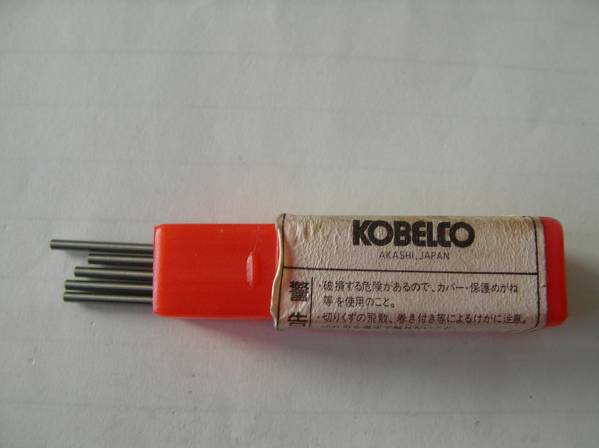 KOBELCO
AKASHI, JAPAN
・破損する危険があるので、カバー・保護めがね
等を使用のこと。
・切りくずの飛散、巻き付き等によるけがに注意。